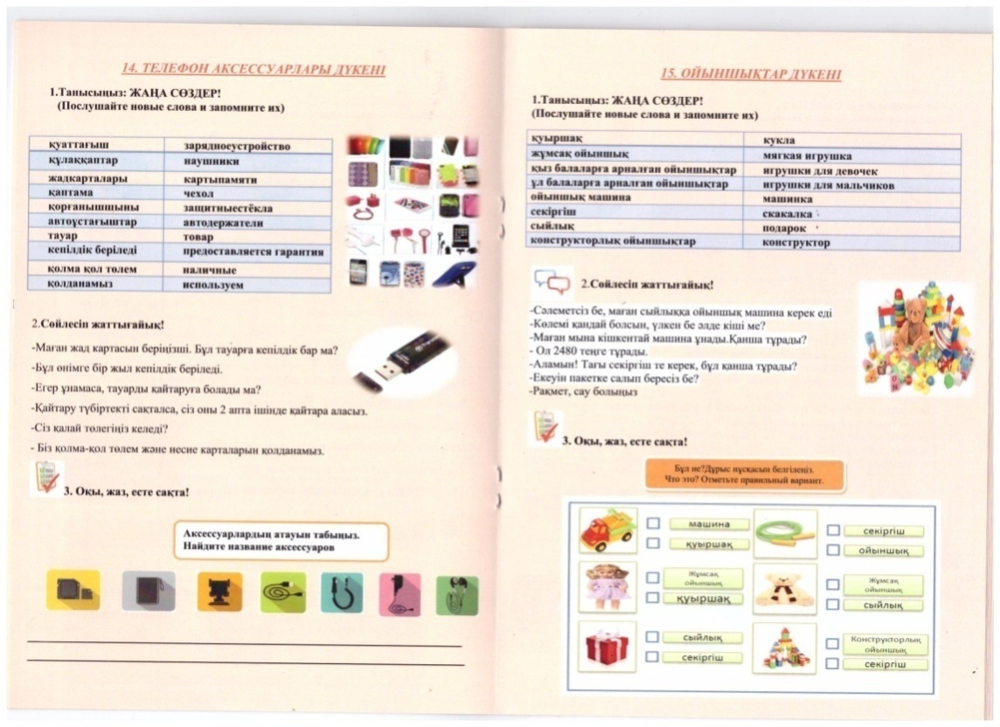 14. ТЕЛЕФОН АКСЕССУАРЛАРЫ ДҮКЕНІ
1.Танысыңыз: ЖАҢА СӨЗДЕР!
(Послушайте новые слова и запомните их)
қуаттағыш зарядноеустройство
құлаққаптар наушники
жадкарталары картыпамяти
қаптама чехол
қорғанышшыны защитныестёкла
автоұстағыштар автодержатели
тауар товар
кепілдік беріледі предоставляется гарантия
қолма қол төлем наличные
қолданамыз используем
2.Сөйлесіп жаттығайық!
-Маған жад картасын беріңізші. Бұл тауарға кепілдік бар ма?
-Бұл өнімге бір жыл кепілдік беріледі.
-Егер ұнамаса, тауарды қайтаруға болады ма?
-Қайтару түбіртекті сақталса, сіз оны 2 апта ішінде қайтара аласыз.
-Сіз қалай төлегіңіз келеді?
- Біз қолма-қол төлем және несие карталарын қолданамыз.
3. Оқы, жаз, есте сақта!
Аксессуарлардың атауын табыңыз.
Найдите название аксессуаров
15. ОЙЫНШЫҚТАР ДҮКЕНІ
1.Танысыңыз: ЖАҢА СӨЗДЕР!
(Послушайте новые слова и запомните их)
қуыршақ кукла
жұмсақ ойыншық мягкая игрушка
қыз балаларға арналған ойыншықтар игрушки для девочек
ұл балаларға арналған ойыншықтар игрушки для мальчиков
ойыншық машина машинка
секіргіш скакалка
сыйлық подарок
конструкторлық ойыншықтар конструктор
2.Сөйлесіп жаттығайық!
-Сәлеметсіз бе, маған сыйлыққа ойыншық машина керек еді
-Көлемі қандай болсын, үлкен бе әлде кіші ме?
-Маған мына кішкентай машина ұнады.Қанша тұрады?
- Ол 2480 теңге тұрады.
-Аламын! Тағы секіргіш те керек, бұл қанша тұрады?
-Екеуін пакетке салып бересіз бе?
-Рақмет, сау болыңыз
3. Оқы, жаз, есте сақта!
Бұл не?Дұрыс нұсқасын белгілеңіз.
Что это? Отметьте правильный вариант.
машина
қуыршақ
секіргіш
ойыншық
Жұмсақ
ойыншық
қуыршақ
Жұмсақ
ойыншық
сыйлық
сыйлық
секіргіш
Конструкторлық
ойыншық
секіргіш